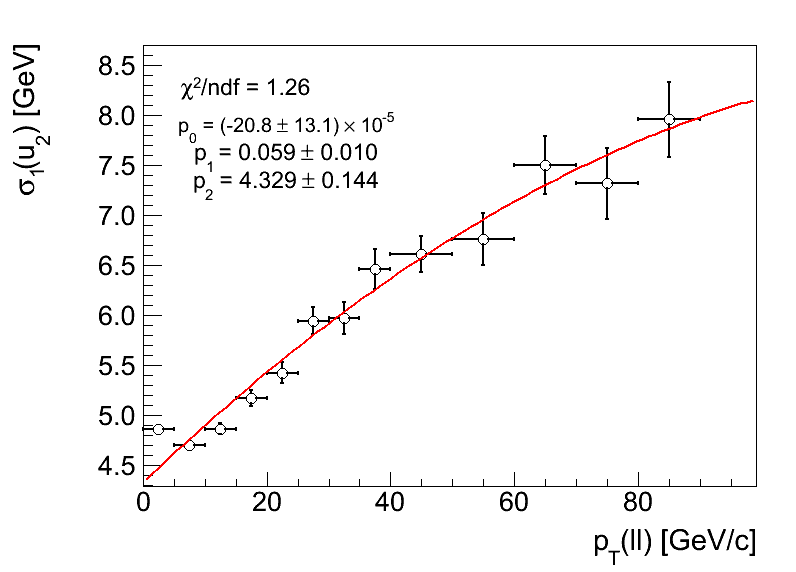 σ₁(u₂) [GeV]
8.5
8.0
7.5
7.0
6.5
6.0
5.5
5.0
4.5
χ²/ndf = 1.26
p₀ = (-20.8 ± 13.1) × 10⁻⁵
p₁ = 0.059 ± 0.010
p₂ = 4.329 ± 0.144
0 20 40 60 80
p_T(ll) [GeV/c]